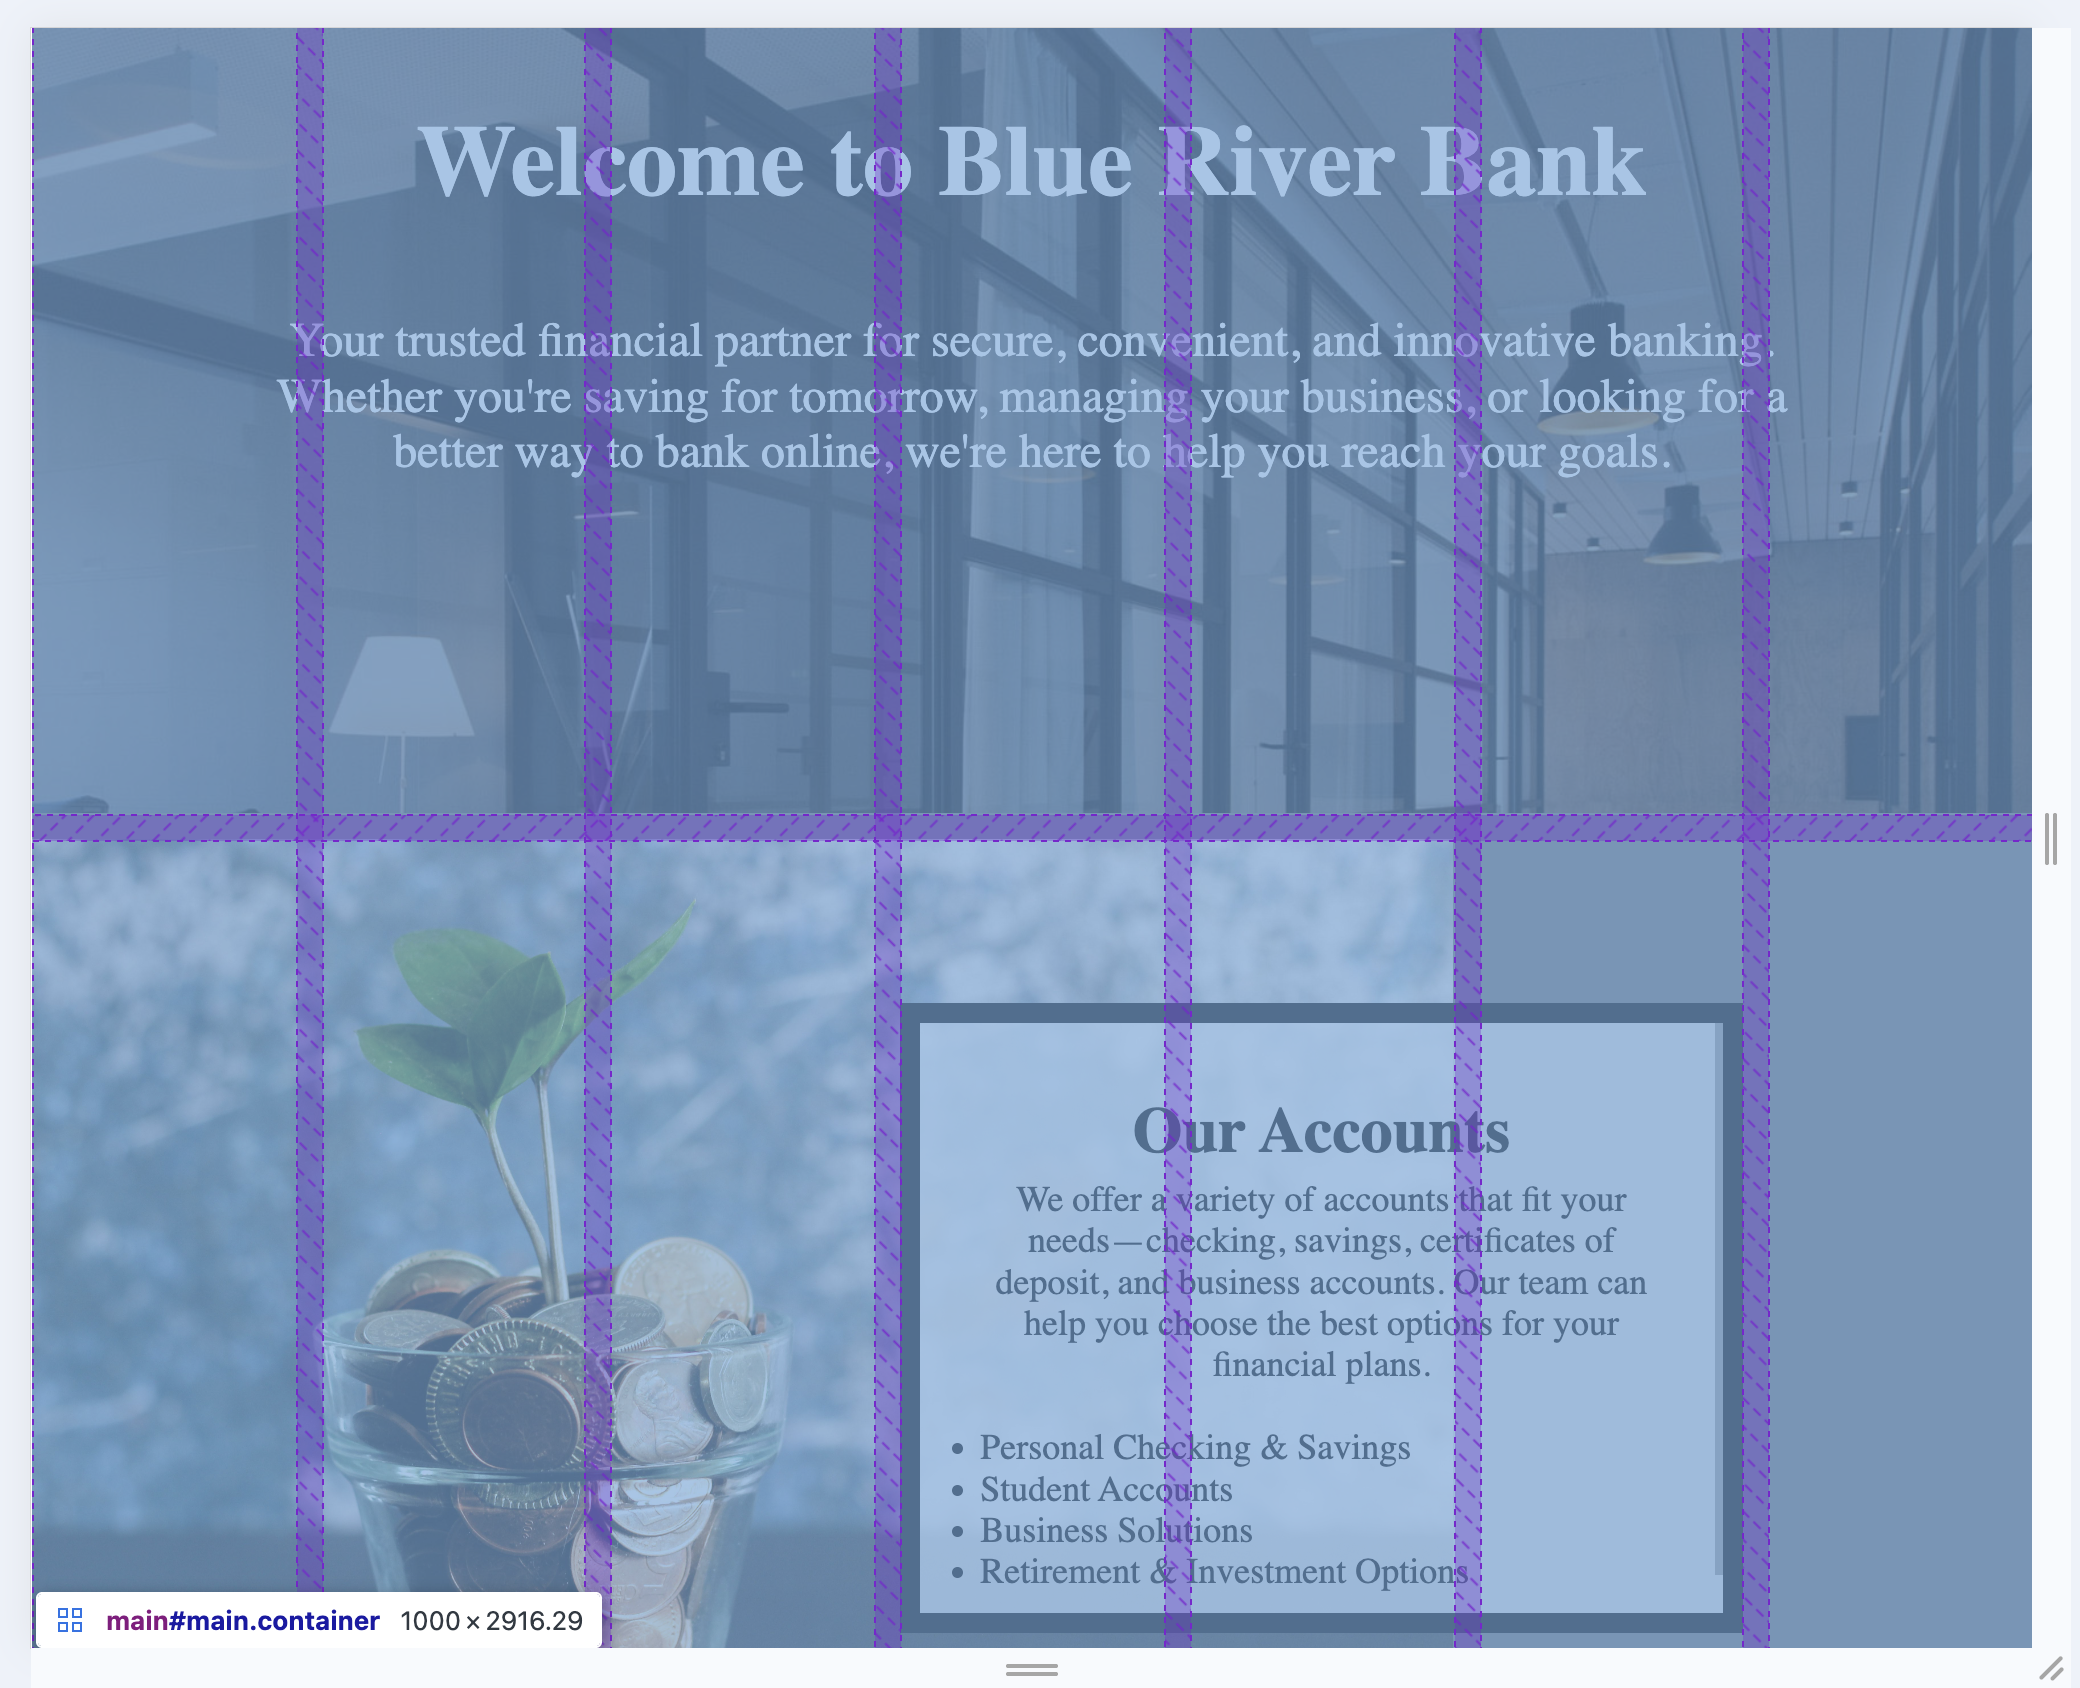 Welcome to Blue River Bank
Your trusted financial partner for secure, convenient, and innovative banking.
Whether you're saving for tomorrow, managing your business, or looking for a
better way to bank online, we're here to help you reach your goals.
Our Accounts
We offer a variety of accounts that fit your
needs—checking, savings, certificates of
deposit, and business accounts. Our team can
help you choose the best options for your
financial plans.
• Personal Checking & Savings
• Student Accounts
• Business Solutions
• Retirement & Investment Options
main#main.container 1000 × 2916.29